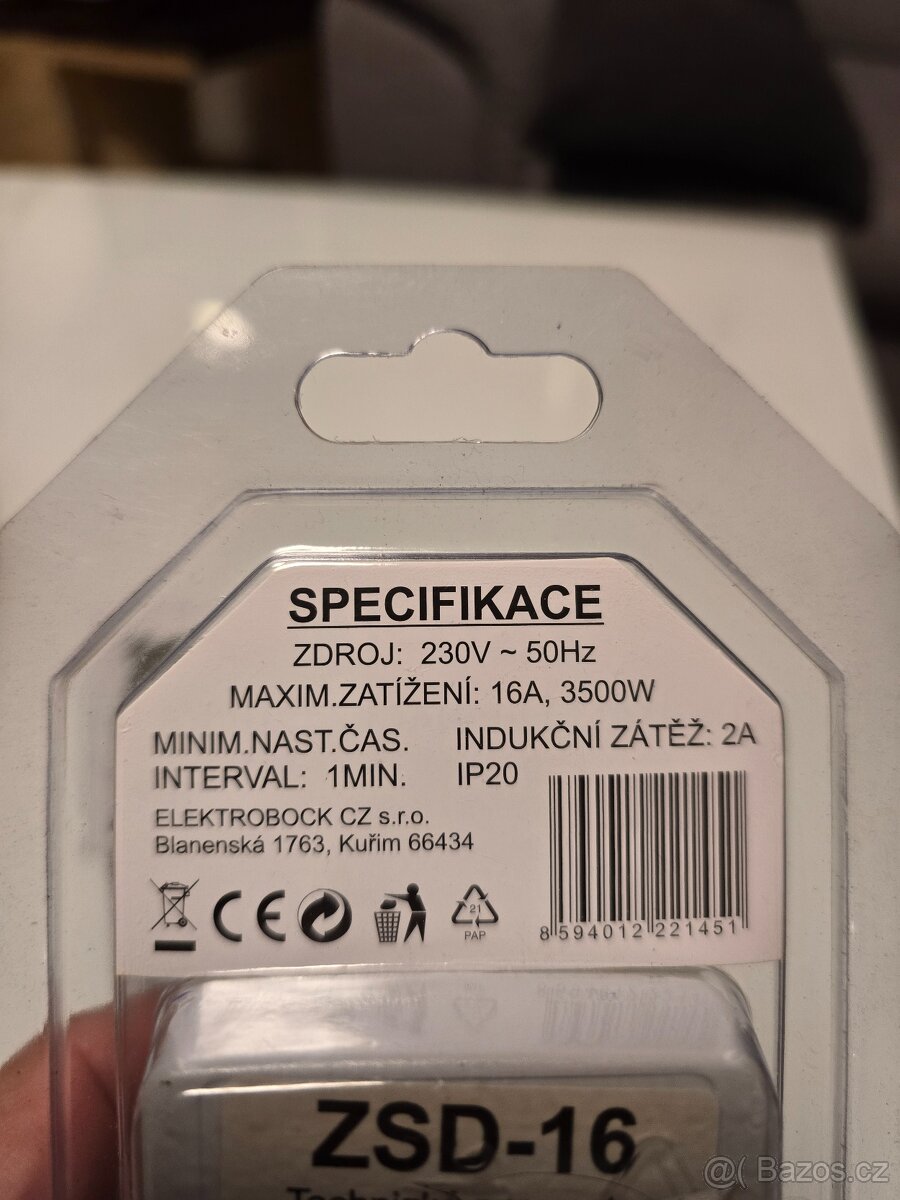 SPECIFIKACE
ZDROJ: 230V ~ 50Hz
MAXIM.ZATÍŽENÍ: 16A, 3500W
MINIM.NAST.ČAS. INDUKČNÍ ZÁTĚŽ: 2A
INTERVAL: 1MIN. IP20
ELEKTROBOCK CZ s.r.o.
Blanenská 1763, Kuřim 66434
CE
21
PAP
8 594012 221451
ZSD-16
@( Bazos.cz